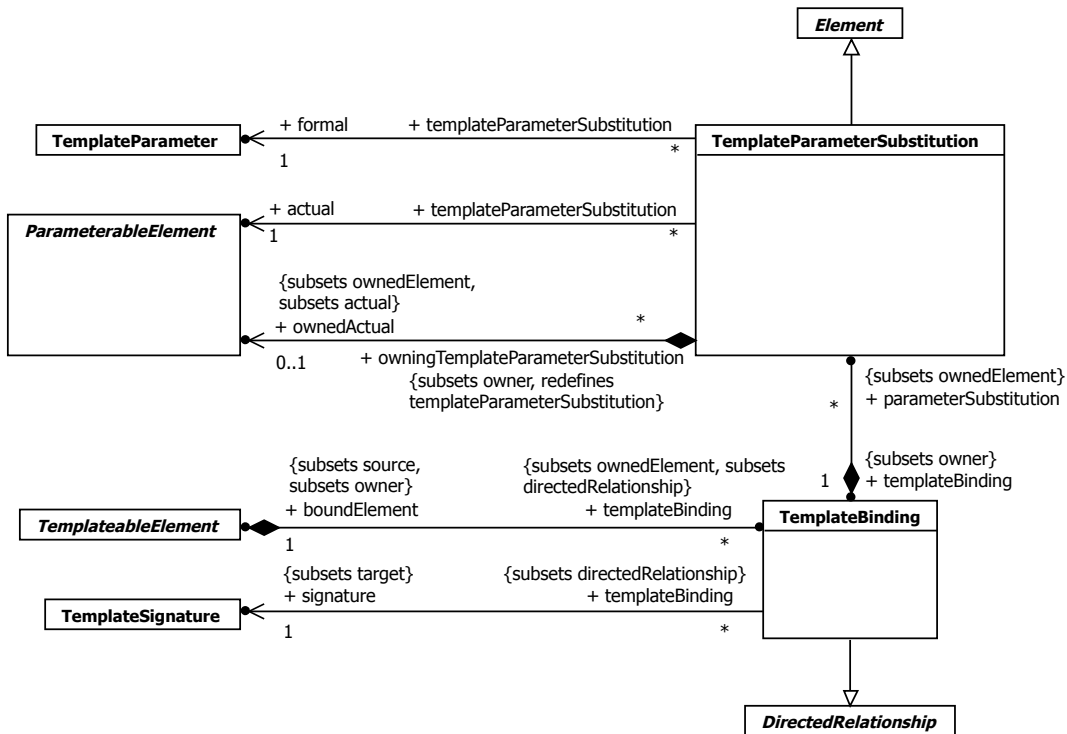 Element
+ formal
+ templateParameterSubstitution
TemplateParameter
TemplateParameterSubstitution
1
*
+ actual
+ templateParameterSubstitution
ParameterableElement
1
*
{subsets ownedElement,
subsets actual}
+ ownedActual
*
0..1
+ owningTemplateParameterSubstitution
{subsets owner, redefines
templateParameterSubstitution}
{subsets ownedElement}
+ parameterSubstitution
*
{subsets owner}
+ templateBinding
1
{subsets source,
subsets owner}
+ boundElement
{subsets ownedElement, subsets
directedRelationship}
+ templateBinding
TemplateableElement
TemplateBinding
1
*
{subsets target}
+ signature
{subsets directedRelationship}
+ templateBinding
TemplateSignature
1
*
DirectedRelationship